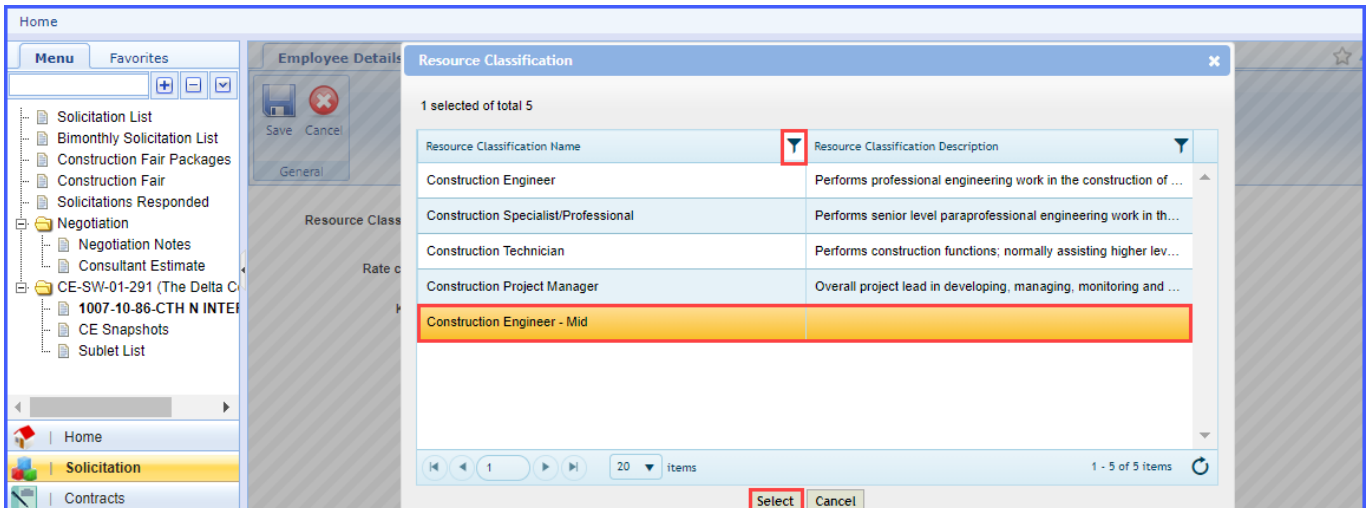 Home
Menu
Favorites
Solicitation List
Bimonthly Solicitation List
Construction Fair Packages
Construction Fair
Solicitations Responded
Negotiation
Negotiation Notes
Consultant Estimate
CE-SW-01-291 (The Delta
1007-10-86-CTH N
CE Snapshots
Sublet List
| Home
| Solicitation
| Contracts
Employee Details
Save Cancel
General
Resource Class
Rate
Resource Classification
1 selected of total 5
Resource Classification Name Resource Classification Description
Construction Engineer Performs professional engineering work in the construction of ...
Construction Specialist/Professional Performs senior level paraprofessional engineering work in th...
Construction Technician Performs construction functions; normally assisting higher lev...
Construction Project Manager Overall project lead in developing, managing, monitoring and ...
Construction Engineer - Mid
1 20 items 1 - 5 of 5 items
Select Cancel